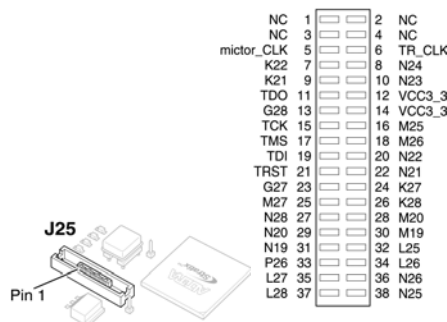 NC 1 2 NC
NC 3 4 NC
mictor_CLK 5 6 TR_CLK
K22 7 8 N24
K21 9 10 N23
TDO 11 12 VCC3_3
G28 13 14 VCC3_3
TCK 15 16 M25
TMS 17 18 M26
TDI 19 20 N22
TRST 21 22 N21
G27 23 24 K27
M27 25 26 K28
N28 27 28 M20
N20 29 30 M19
N19 31 32 L25
P26 33 34 L26
L27 35 36 N26
L28 37 38 N25
J25
Pin 1